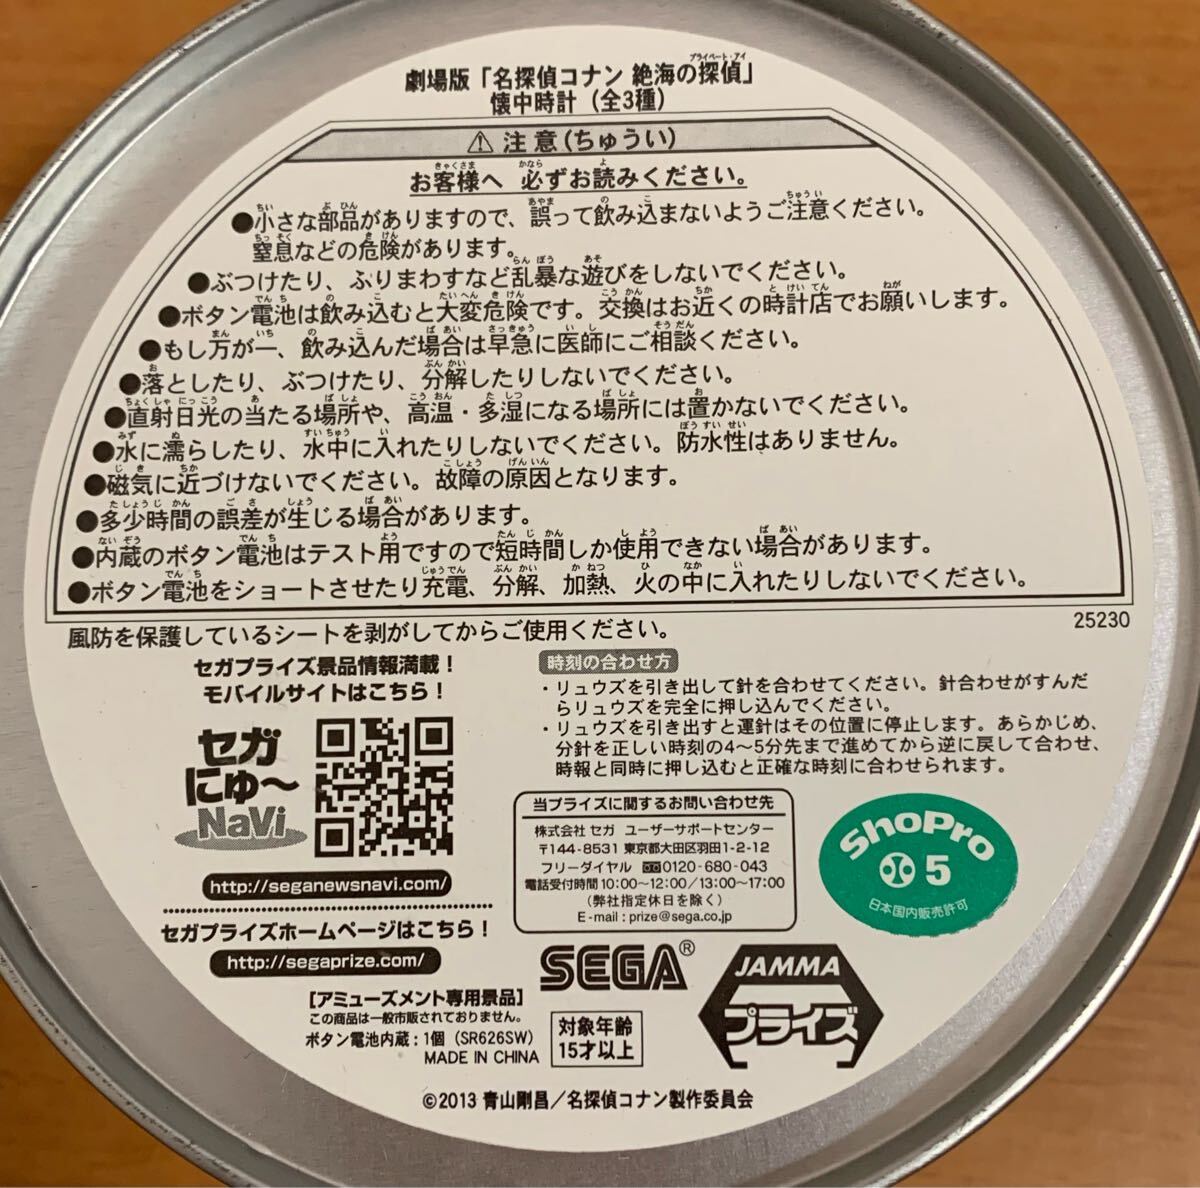 劇場版「名探偵コナン 絶海の探偵」
プライベート・アイ
懐中時計（全3種）
⚠ 注意（ちゅうい）
お客様へ 必ずお読みください。
●小さな部品がありますので、誤って飲み込まないようご注意ください。
窒息などの危険があります。
●ぶつけたり、ふりまわすなど乱暴な遊びをしないでください。
●ボタン電池は飲み込むと大変危険です。交換はお近くの時計店でお願いします。
●もし万が一、飲み込んだ場合は早急に医師にご相談ください。
●落としたり、ぶつけたり、分解したりしないでください。
●直射日光の当たる場所や、高温・多湿になる場所には置かないでください。
●水に濡らしたり、水中に入れたりしないでください。防水性はありません。
●磁気に近づけないでください。故障の原因となります。
●多少時間の誤差が生じる場合があります。
●内蔵のボタン電池はテスト用ですので短時間しか使用できない場合があります。
●ボタン電池をショートさせたり充電、分解、加熱、火の中に入れたりしないでください。
25230
風防を保護しているシートを剥がしてからご使用ください。
セガプライズ景品情報満載！
モバイルサイトはこちら！
セガ
にゅ〜
NaVi
http://seganewsnavi.com/
セガプライズホームページはこちら！
http://segaprize.com/
時刻の合わせ方
・リュウズを引き出して針を合わせてください。針合わせがすんだ
らリュウズを完全に押し込んでください。
・リュウズを引き出すと運針はその位置に停止します。あらかじめ、
分針を正しい時刻の4〜5分先まで進めてから逆に戻して合わせ、
時報と同時に押し込むと正確な時刻に合わせられます。
当プライズに関するお問い合わせ先
株式会社 セガ ユーザーサポートセンター
〒144-8531 東京都大田区羽田1-2-12
フリーダイヤル 0120-680-043
電話受付時間 10:00〜12:00/13:00〜17:00
（弊社指定休日を除く）
E-mail : prize@sega.co.jp
ShoPro
5
日本国内販売許可
SEGA®
JAMMA
プライズ
【アミューズメント専用景品】
この商品は一般市販されておりません。
ボタン電池内蔵：1個（SR626SW）
MADE IN CHINA
対象年齢
15才以上
©2013 青山剛昌／名探偵コナン製作委員会